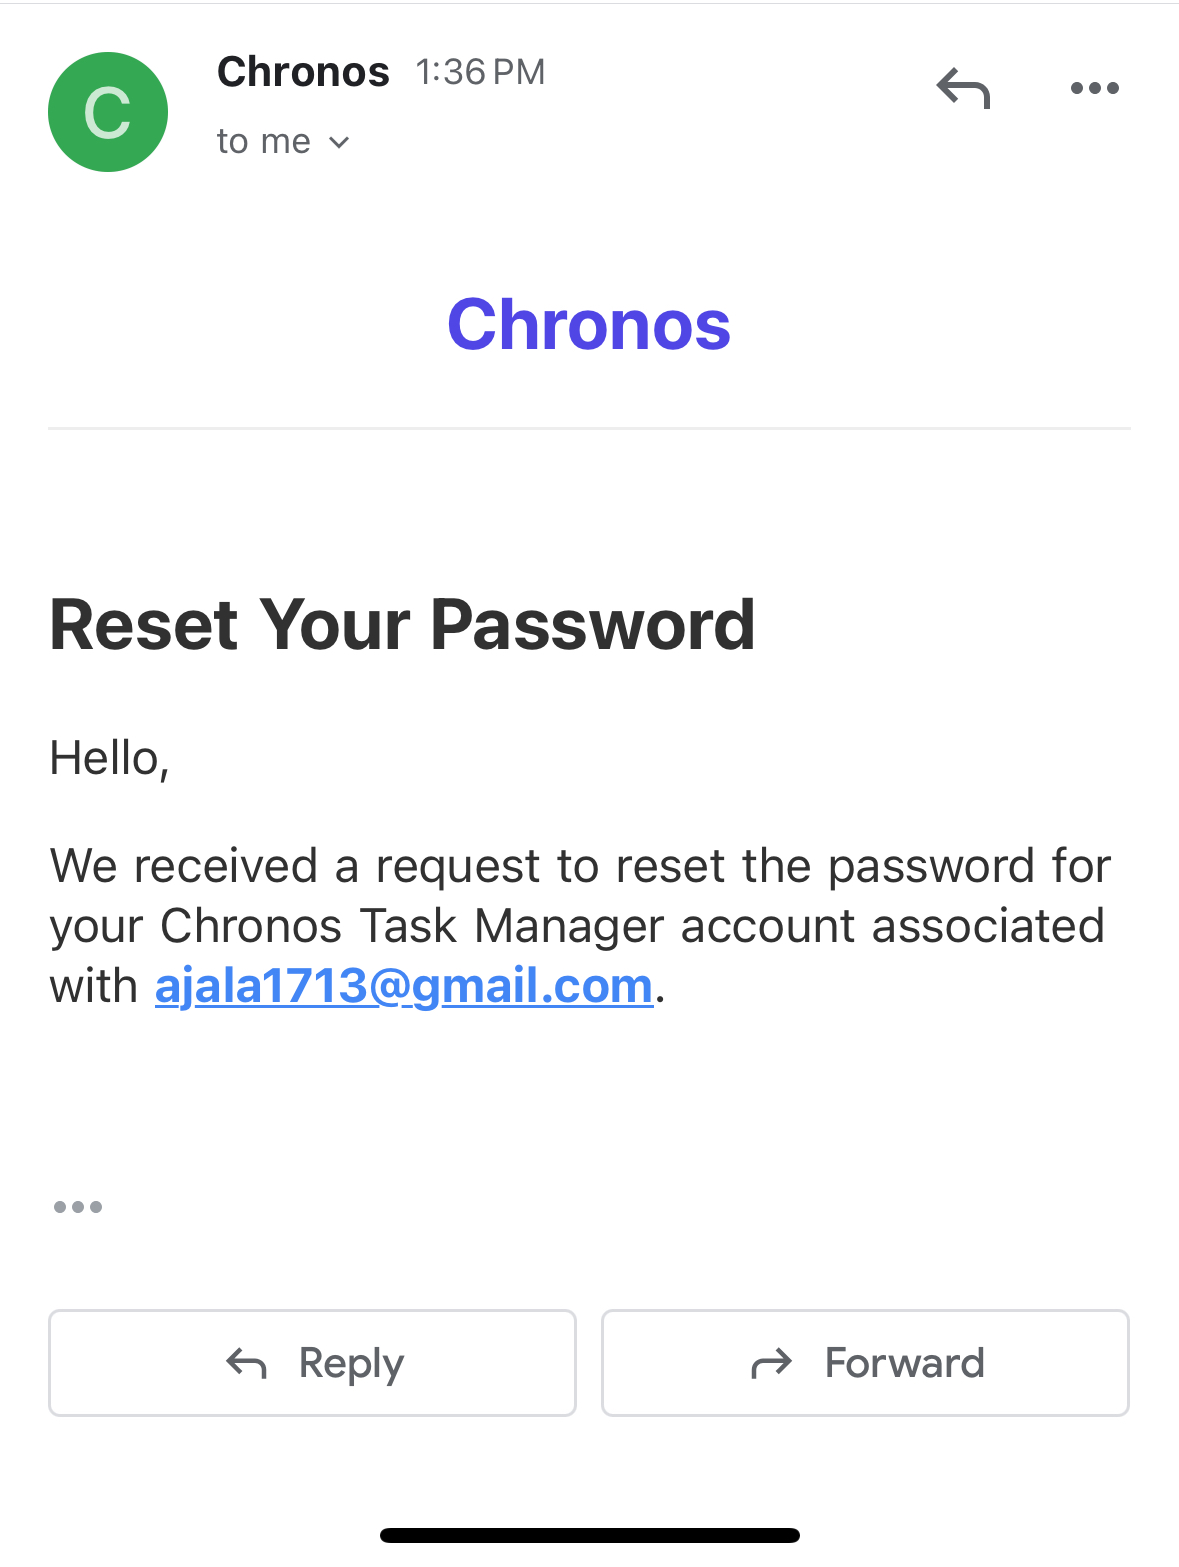 C
Chronos 1:36 PM
to me
Chronos
Reset Your Password
Hello,
We received a request to reset the password for
your Chronos Task Manager account associated
with ajala1713@gmail.com.
Reply
Forward